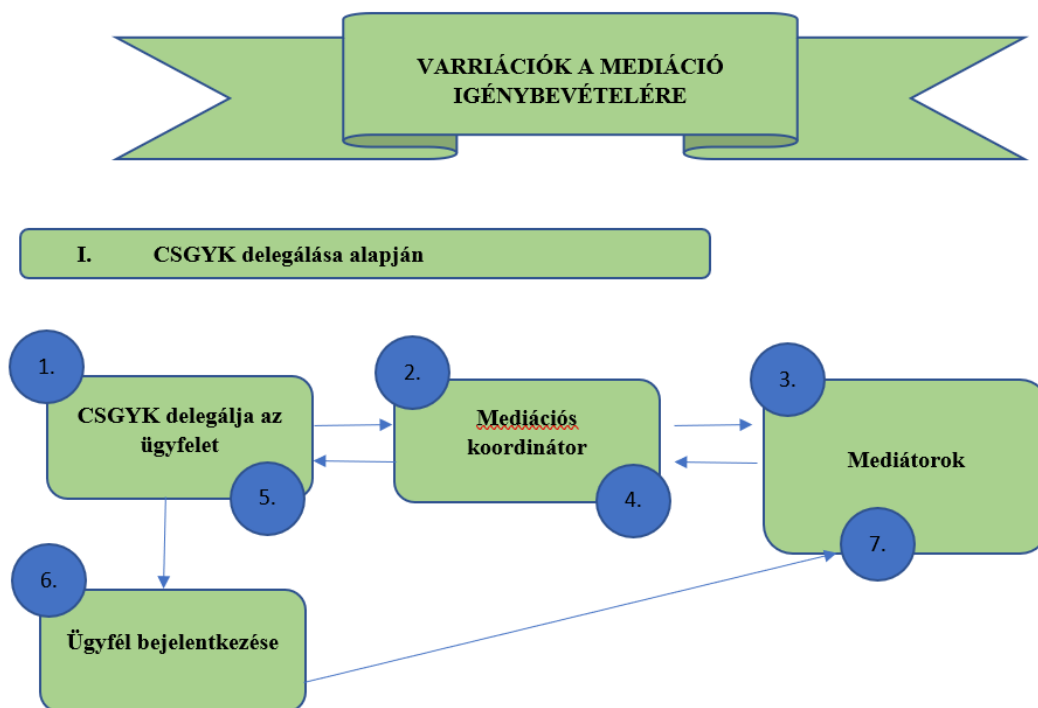 VARRIÁCIÓK A MEDIÁCIÓ
IGÉNYBEVÉTELÉRE
I. CSGYK delegálása alapján
1.
CSGYK delegálja az
ügyfelet
5.
2.
Mediációs
koordinátor
4.
3.
Mediátorok
7.
6.
Ügyfél bejelentkezése